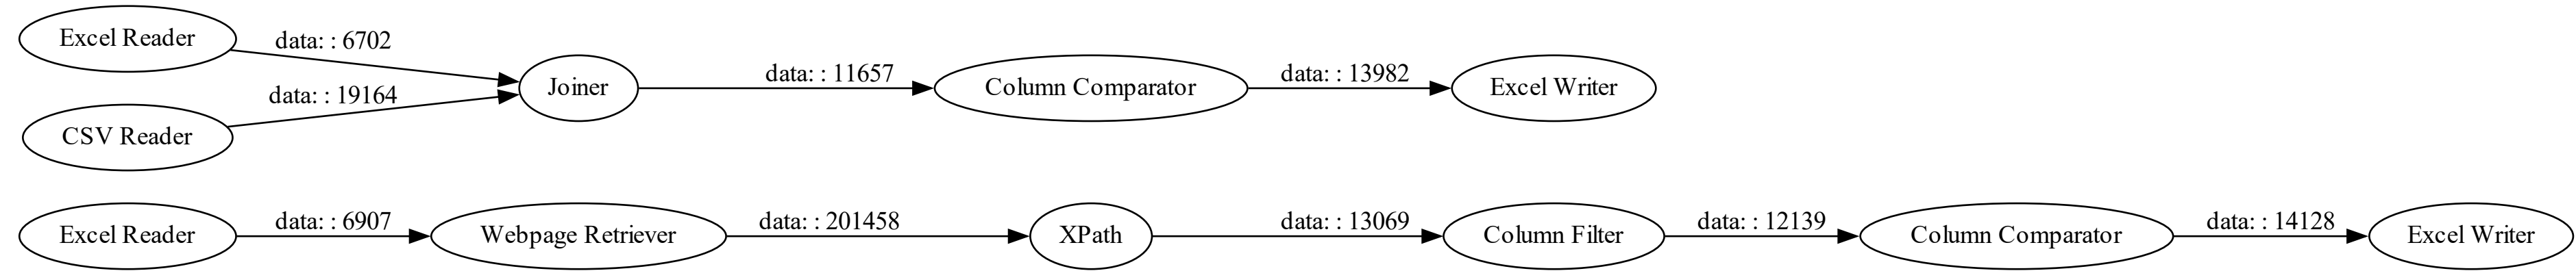 Excel Reader
data: : 6702
CSV Reader
data: : 19164
Joiner
data: : 11657
Column Comparator
data: : 13982
Excel Writer
Excel Reader
data: : 6907
Webpage Retriever
data: : 201458
XPath
data: : 13069
Column Filter
data: : 12139
Column Comparator
data: : 14128
Excel Writer